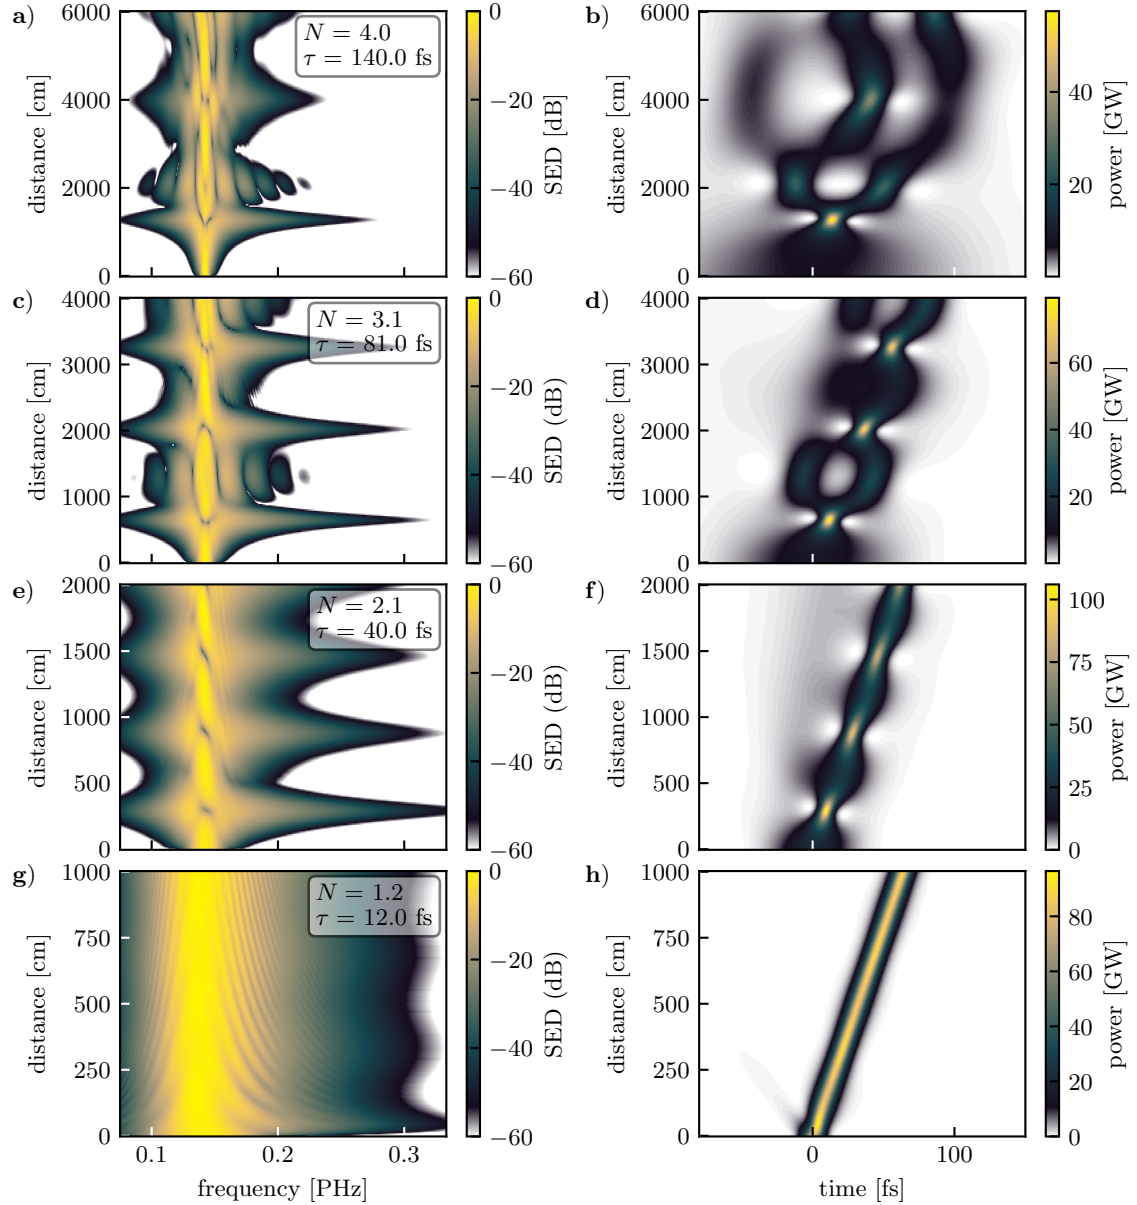 a)
6000
4000
2000
0
distance [cm]
N = 4.0
τ = 140.0 fs
0
−20
−40
−60
SED [dB]
b)
6000
4000
2000
0
distance [cm]
40
20
power [GW]
c)
4000
3000
2000
1000
0
distance [cm]
N = 3.1
τ = 81.0 fs
0
−20
−40
−60
SED (dB)
d)
4000
3000
2000
1000
0
distance [cm]
60
40
20
power [GW]
e)
2000
1500
1000
500
0
distance [cm]
N = 2.1
τ = 40.0 fs
0
−20
−40
−60
SED (dB)
f)
2000
1500
1000
500
0
distance [cm]
100
75
50
25
0
power [GW]
g)
1000
750
500
250
0
distance [cm]
N = 1.2
τ = 12.0 fs
0
−20
−40
−60
SED (dB)
0.1
0.2
0.3
frequency [PHz]
h)
1000
750
500
250
0
distance [cm]
80
60
40
20
0
power [GW]
0
100
time [fs]